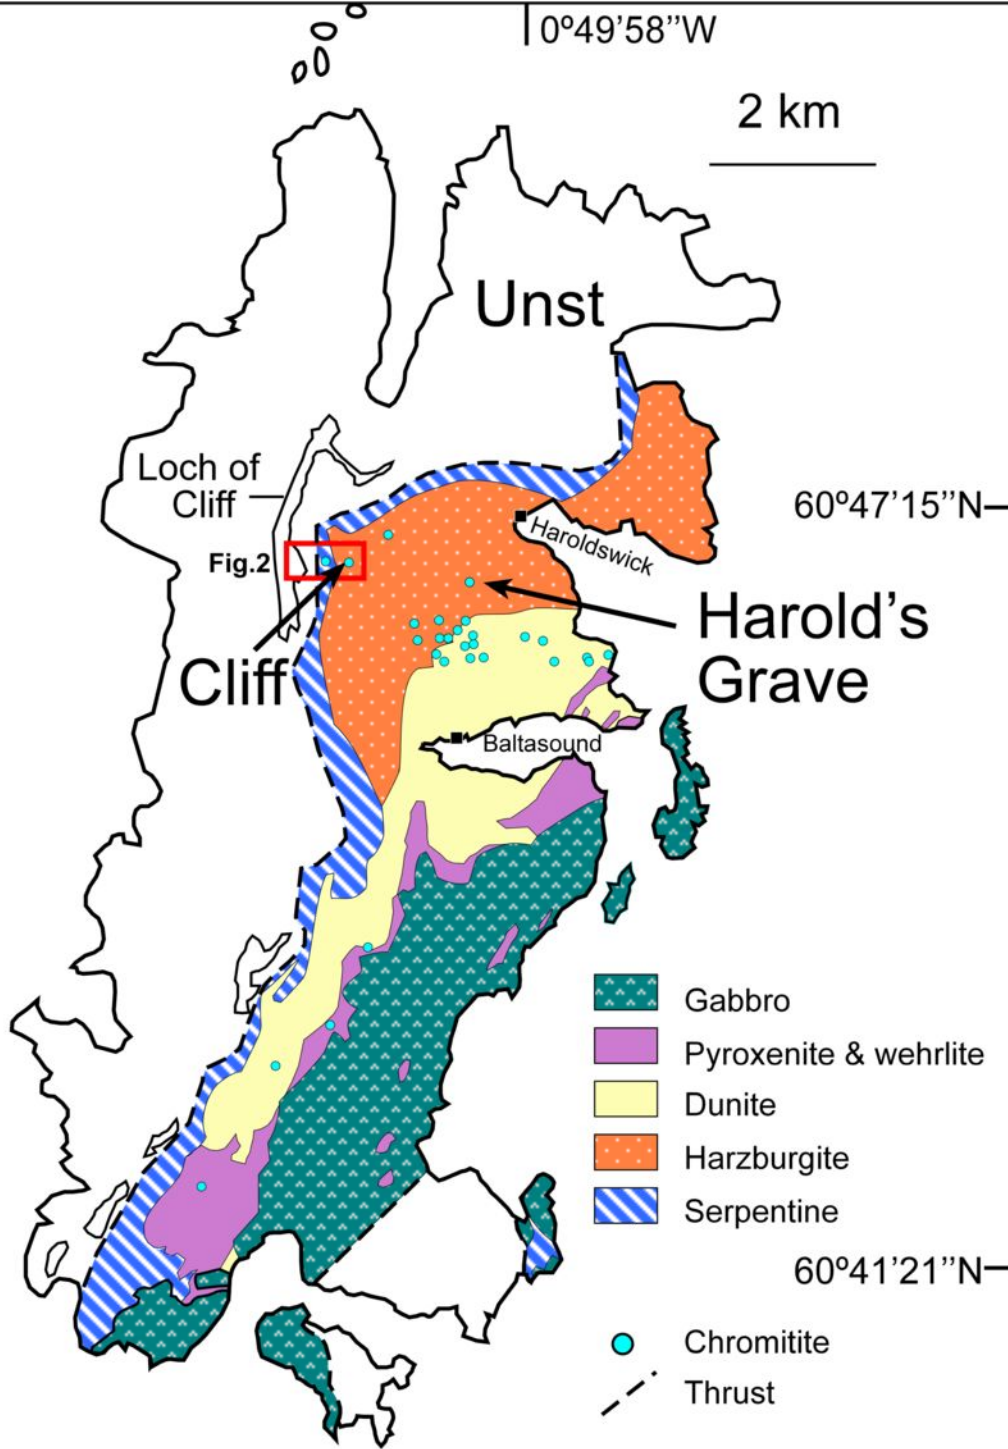 0º49'58''W
2 km
Unst
Loch of
Cliff
60º47'15''N
Haroldswick
Fig.2
Harold's
Grave
Cliff
Baltasound
Gabbro
Pyroxenite & wehrlite
Dunite
Harzburgite
Serpentine
60º41'21''N
Chromitite
Thrust